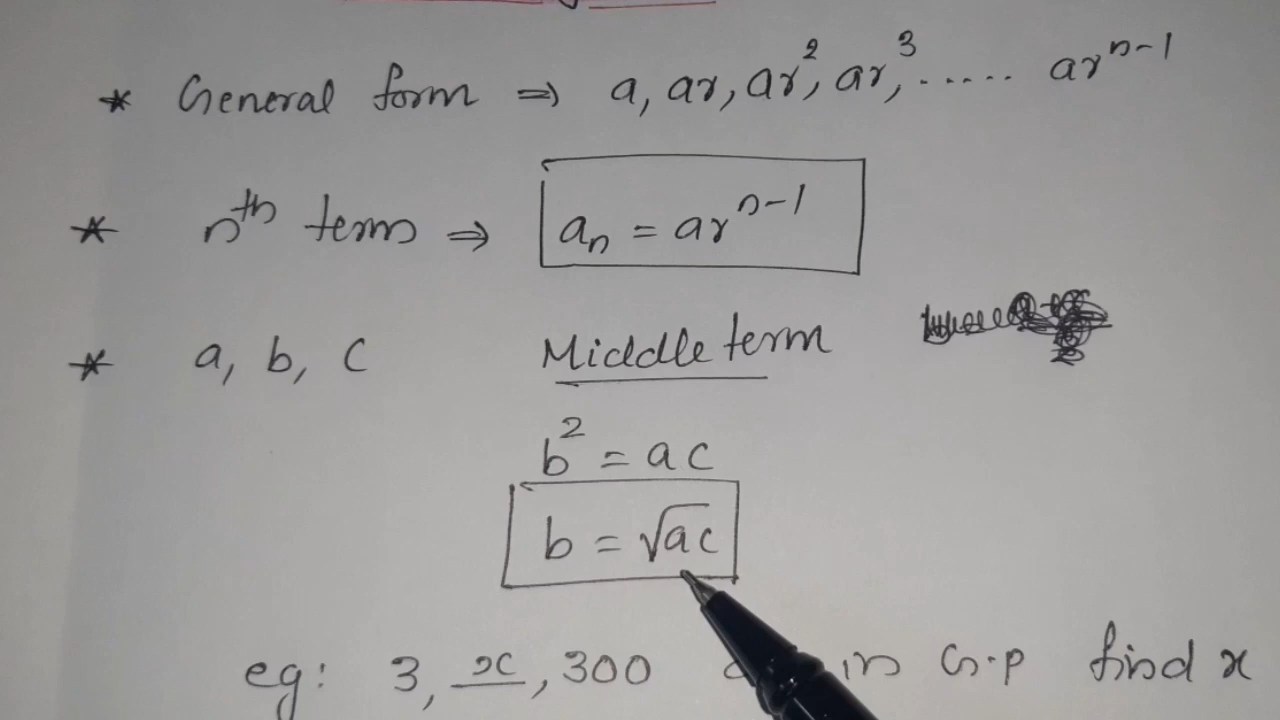 * General form ⇒ a, ar, ar², ar³, ..... arⁿ⁻¹
* nᵗʰ term ⇒ aₙ = arⁿ⁻¹
* a, b, c Middle term
b² = ac
b = √ac
eg: 3, x, 300 in G.P find x